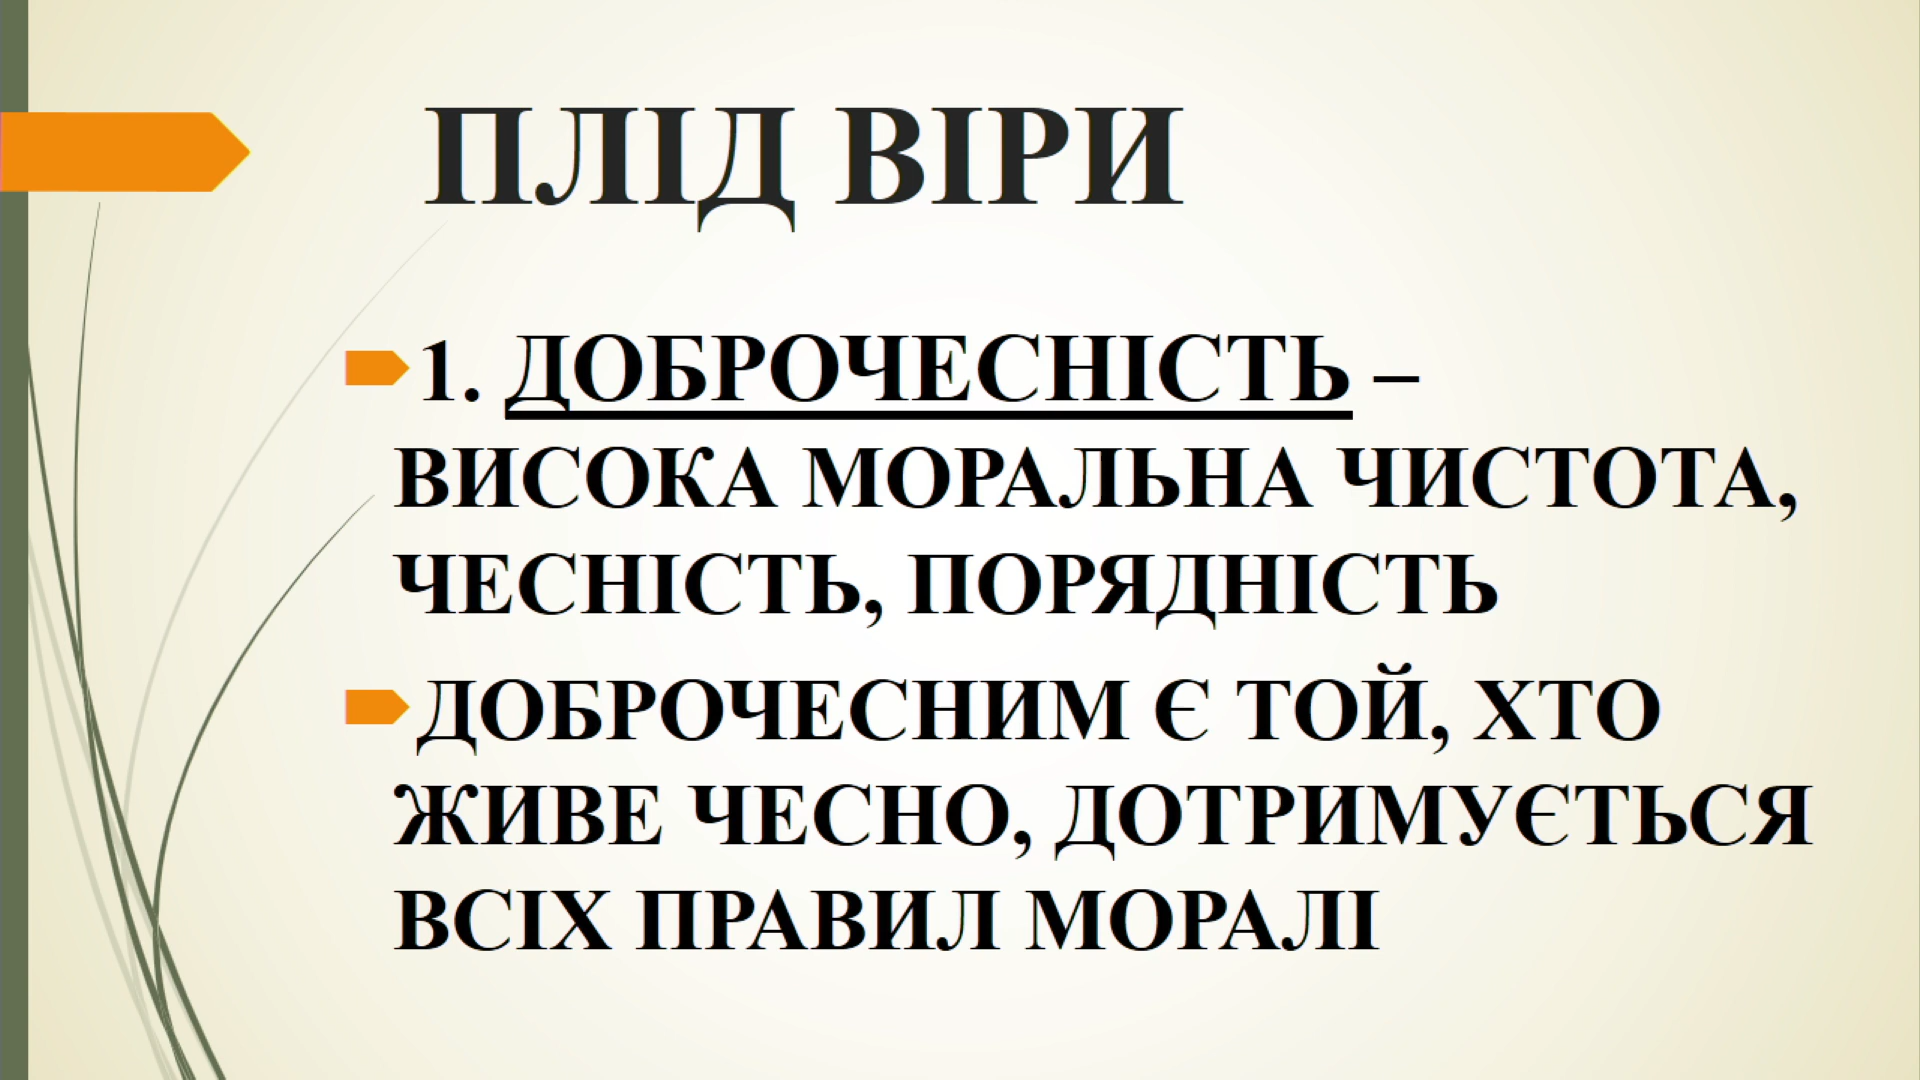 ПЛІД ВІРИ
1. ДОБРОЧЕСНІСТЬ –
ВИСОКА МОРАЛЬНА ЧИСТОТА,
ЧЕСНІСТЬ, ПОРЯДНІСТЬ
ДОБРОЧЕСНИМ Є ТОЙ, ХТО
ЖИВЕ ЧЕСНО, ДОТРИМУЄТЬСЯ
ВСІХ ПРАВИЛ МОРАЛІ